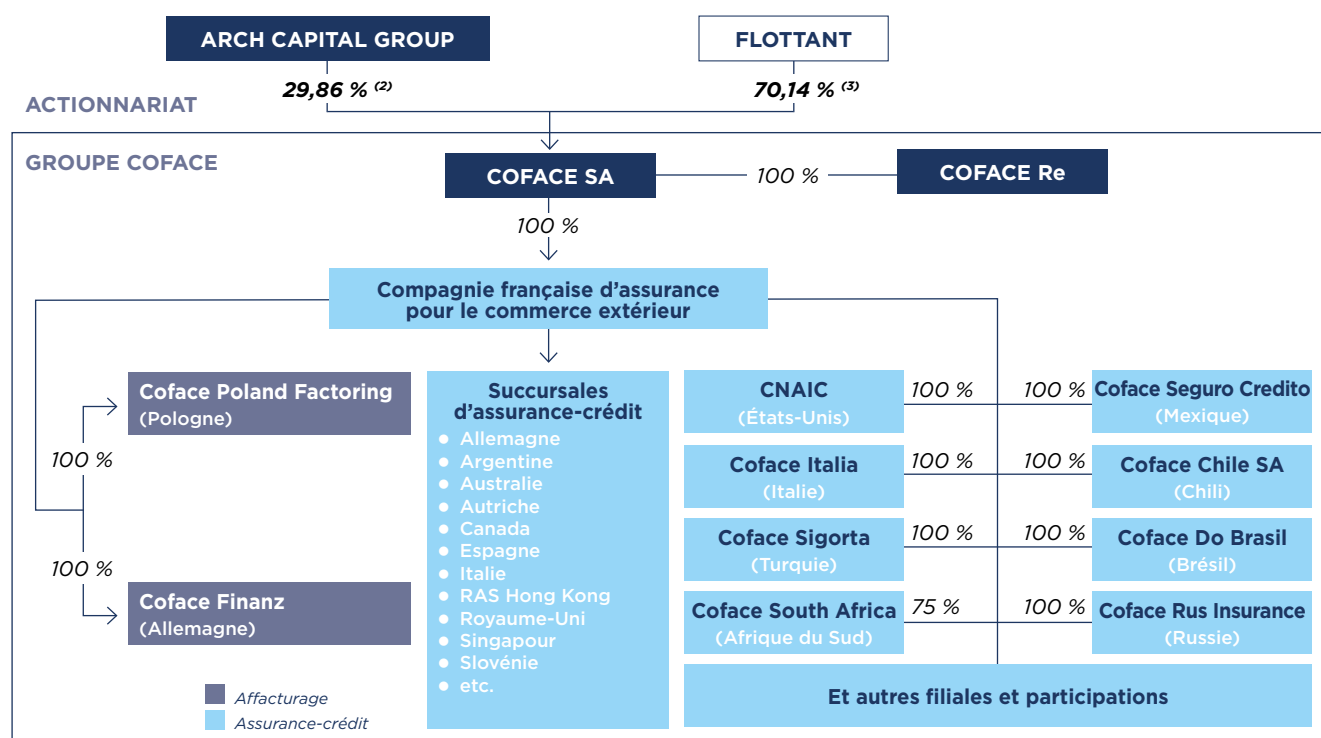 ARCH CAPITAL GROUP
FLOTTANT
29,86 % (2)
70,14 % (3)
ACTIONNARIAT
GROUPE COFACE
COFACE SA
100 %
COFACE Re
100 %
Compagnie française d'assurance
pour le commerce extérieur
Coface Poland Factoring
(Pologne)
100 %
100 %
Coface Finanz
(Allemagne)
Succursales
d'assurance-crédit
● Allemagne
● Argentine
● Australie
● Autriche
● Canada
● Espagne
● Italie
● RAS Hong Kong
● Royaume-Uni
● Singapour
● Slovénie
● etc.
CNAIC
(États-Unis)
100 %
100 %
Coface Seguro Credito
(Mexique)
Coface Italia
(Italie)
100 %
100 %
Coface Chile SA
(Chili)
Coface Sigorta
(Turquie)
100 %
100 %
Coface Do Brasil
(Brésil)
Coface South Africa
(Afrique du Sud)
75 %
100 %
Coface Rus Insurance
(Russie)
Et autres filiales et participations
Affacturage
Assurance-crédit